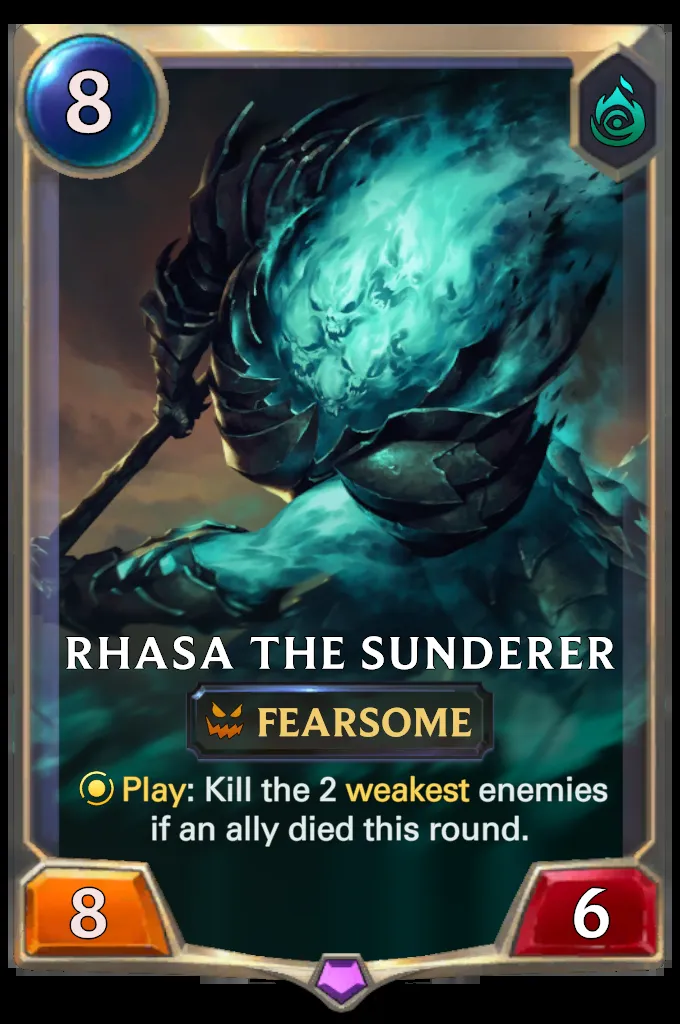 8
RHASA THE SUNDERER
FEARSOME
Play: Kill the 2 weakest enemies
if an ally died this round.
8 6